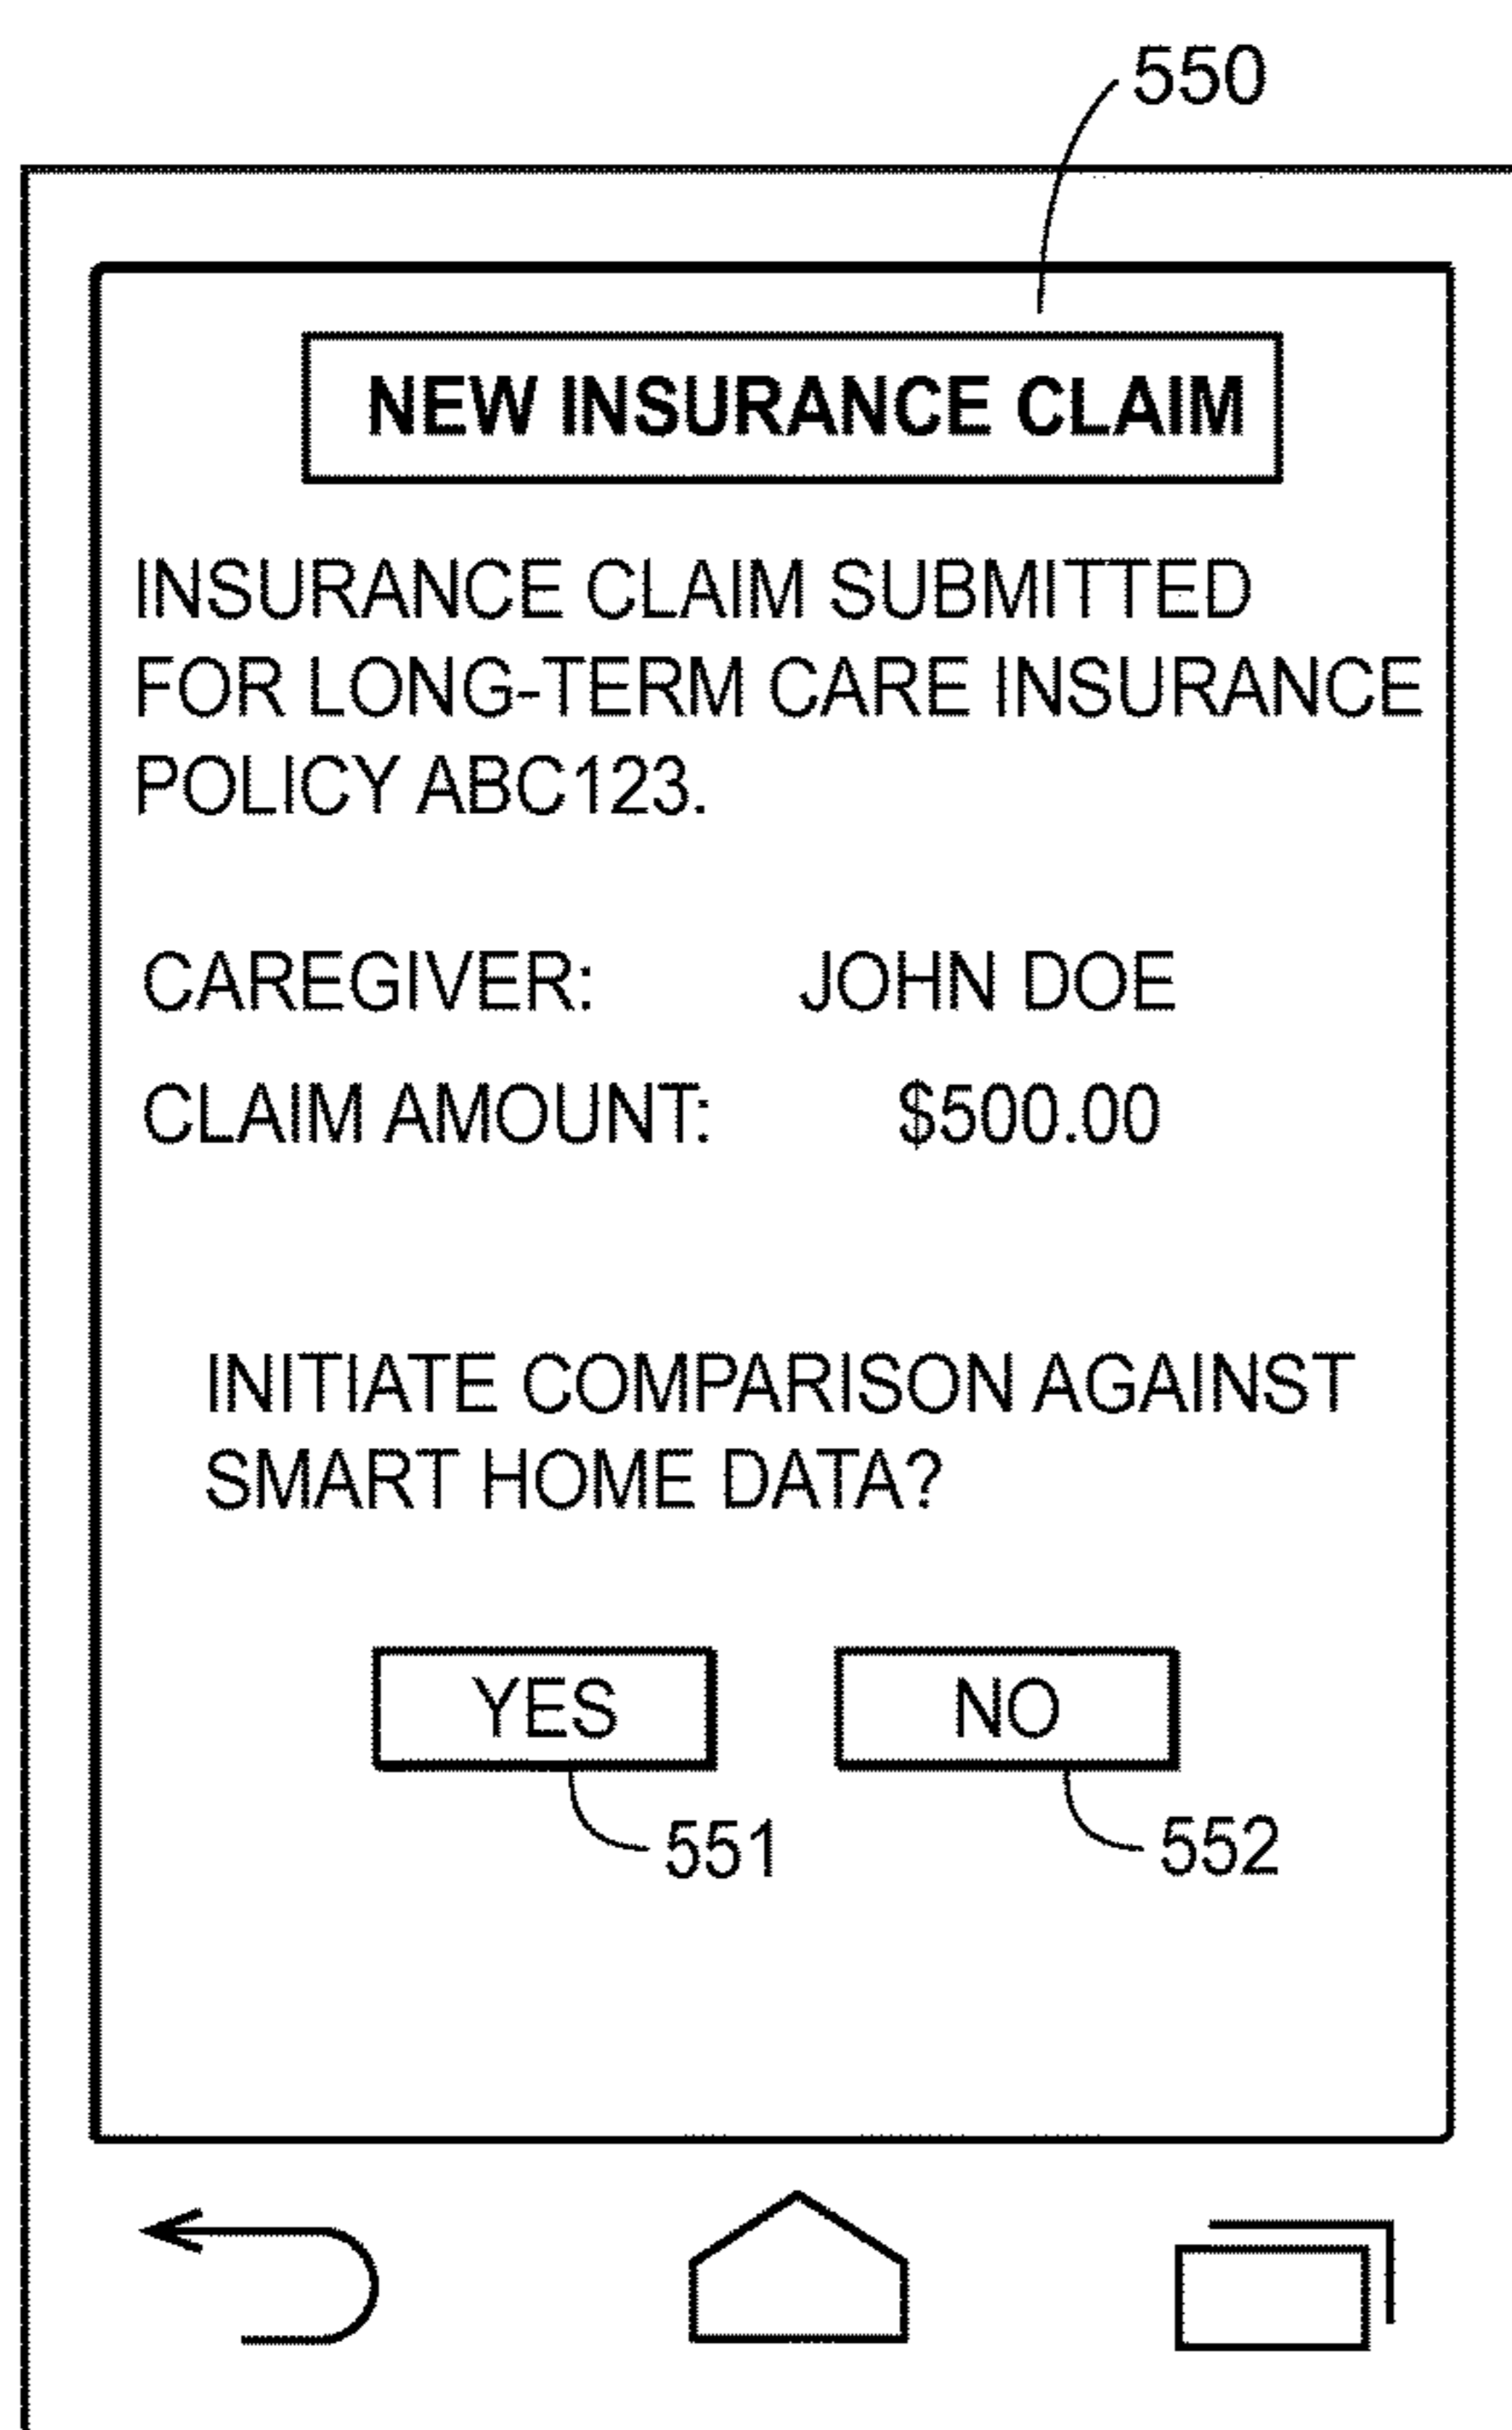 550
NEW INSURANCE CLAIM
INSURANCE CLAIM SUBMITTED
FOR LONG-TERM CARE INSURANCE
POLICY ABC123.
CAREGIVER: JOHN DOE
CLAIM AMOUNT: $500.00
INITIATE COMPARISON AGAINST
SMART HOME DATA?
YES NO
551 552